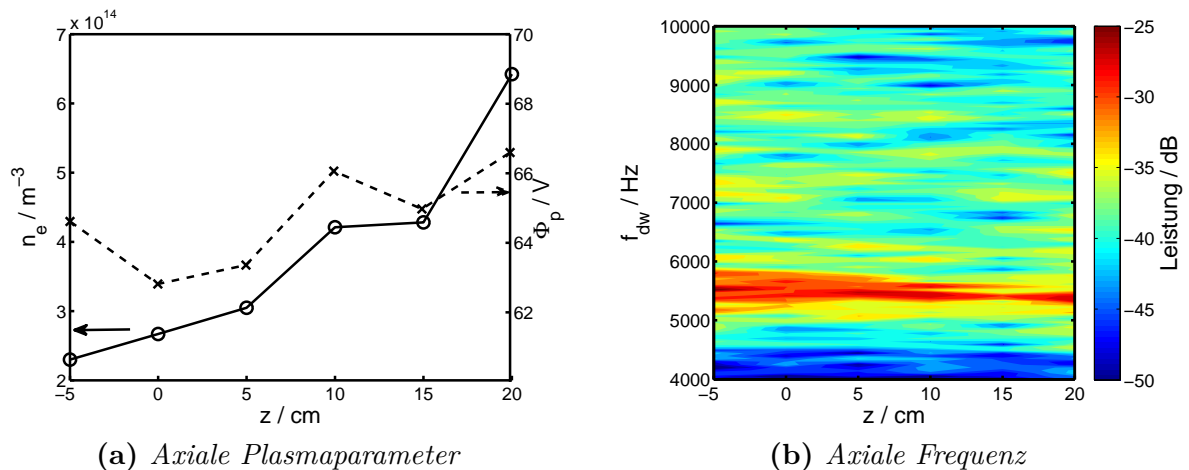 x 10^14
7
6
5
4
3
2
n_e / m^−3
70
68
66
64
62
Φ_p / V
−5 0 5 10 15 20
z / cm
(a) Axiale Plasmaparameter
10000
9000
8000
7000
6000
5000
4000
f_dw / Hz
−5 0 5 10 15 20
z / cm
−25
−30
−35
−40
−45
−50
Leistung / dB
(b) Axiale Frequenz